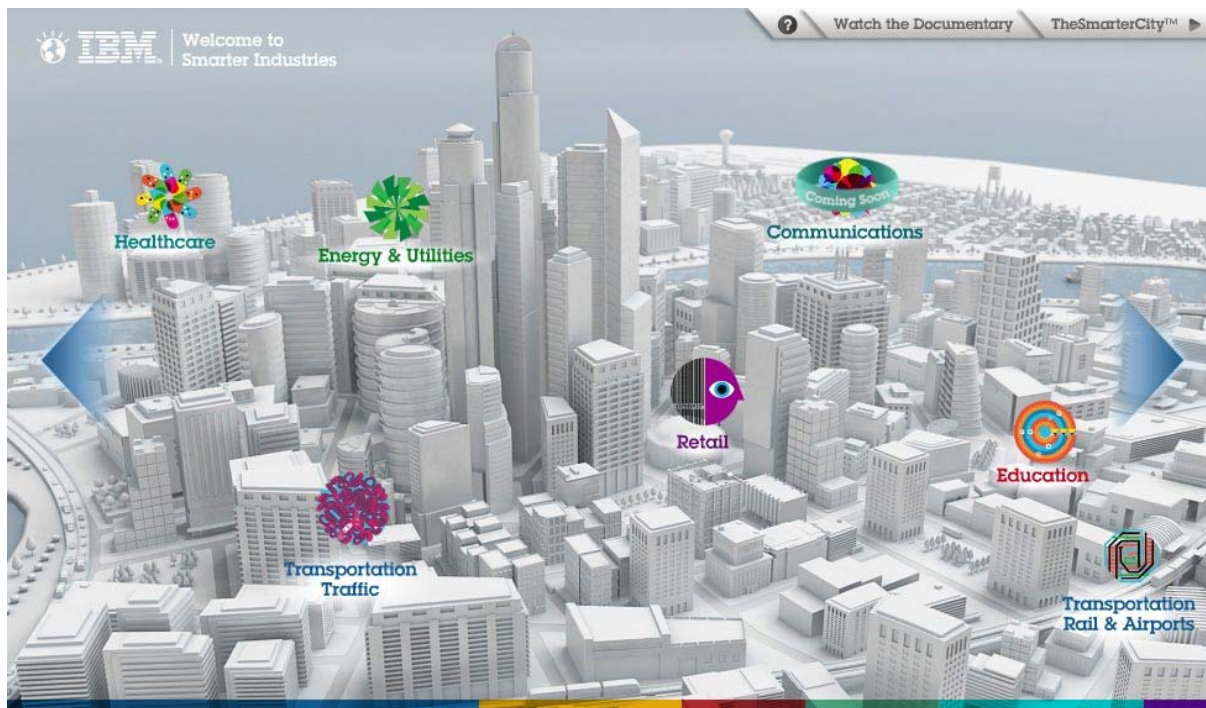 IBM.
Welcome to
Smarter Industries
?
Watch the Documentary
TheSmarterCity™
Healthcare
Energy & Utilities
Coming Soon
Communications
Retail
Education
Transportation
Traffic
Transportation
Rail & Airports